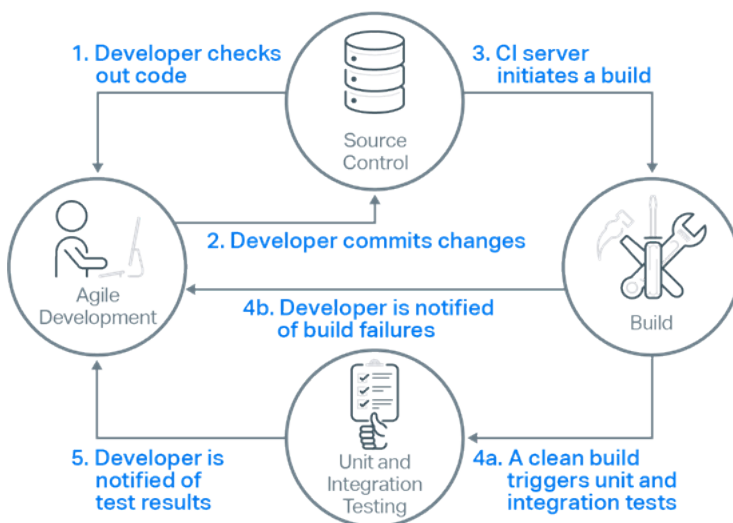 1. Developer checks
out code
3. CI server
initiates a build
Source
Control
2. Developer commits changes
Agile
Development
4b. Developer is notified
of build failures
Build
5. Developer is
notified of
test results
Unit and
Integration
Testing
4a. A clean build
triggers unit and
integration tests